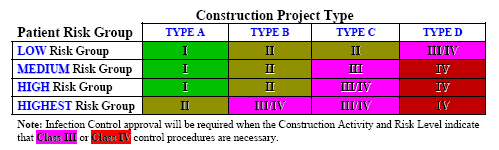 Construction Project Type
Patient Risk Group TYPE A TYPE B TYPE C TYPE D
LOW Risk Group I II II III/IV
MEDIUM Risk Group I II III IV
HIGH Risk Group I II III/IV IV
HIGHEST Risk Group II III/IV III/IV IV
Note: Infection Control approval will be required when the Construction Activity and Risk Level indicate
that Class III or Class IV control procedures are necessary.